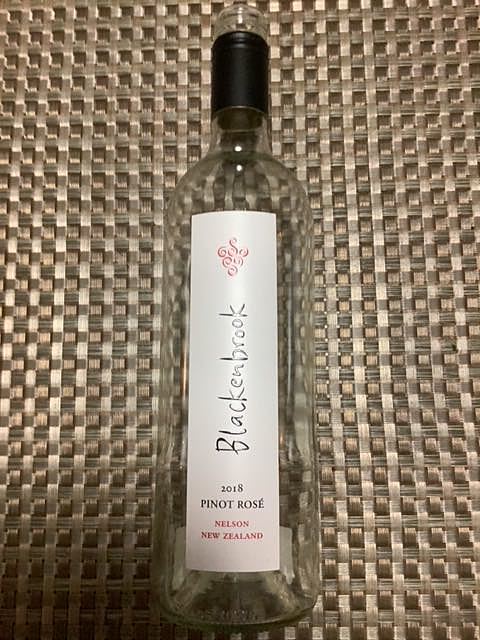 Blackenbrook
2018
PINOT ROSÉ
NELSON
NEW ZEALAND